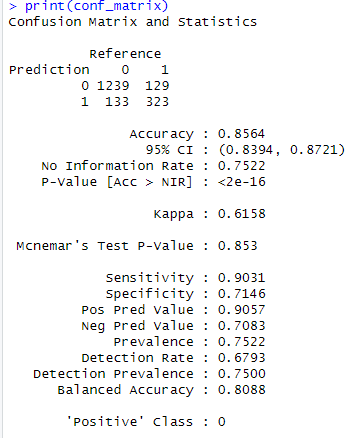 > print(conf_matrix)
Confusion Matrix and Statistics
Reference
Prediction 0 1
0 1239 129
1 133 323
Accuracy : 0.8564
95% CI : (0.8394, 0.8721)
No Information Rate : 0.7522
P-Value [Acc > NIR] : <2e-16
Kappa : 0.6158
Mcnemar's Test P-Value : 0.853
Sensitivity : 0.9031
Specificity : 0.7146
Pos Pred Value : 0.9057
Neg Pred Value : 0.7083
Prevalence : 0.7522
Detection Rate : 0.6793
Detection Prevalence : 0.7500
Balanced Accuracy : 0.8088
'Positive' Class : 0